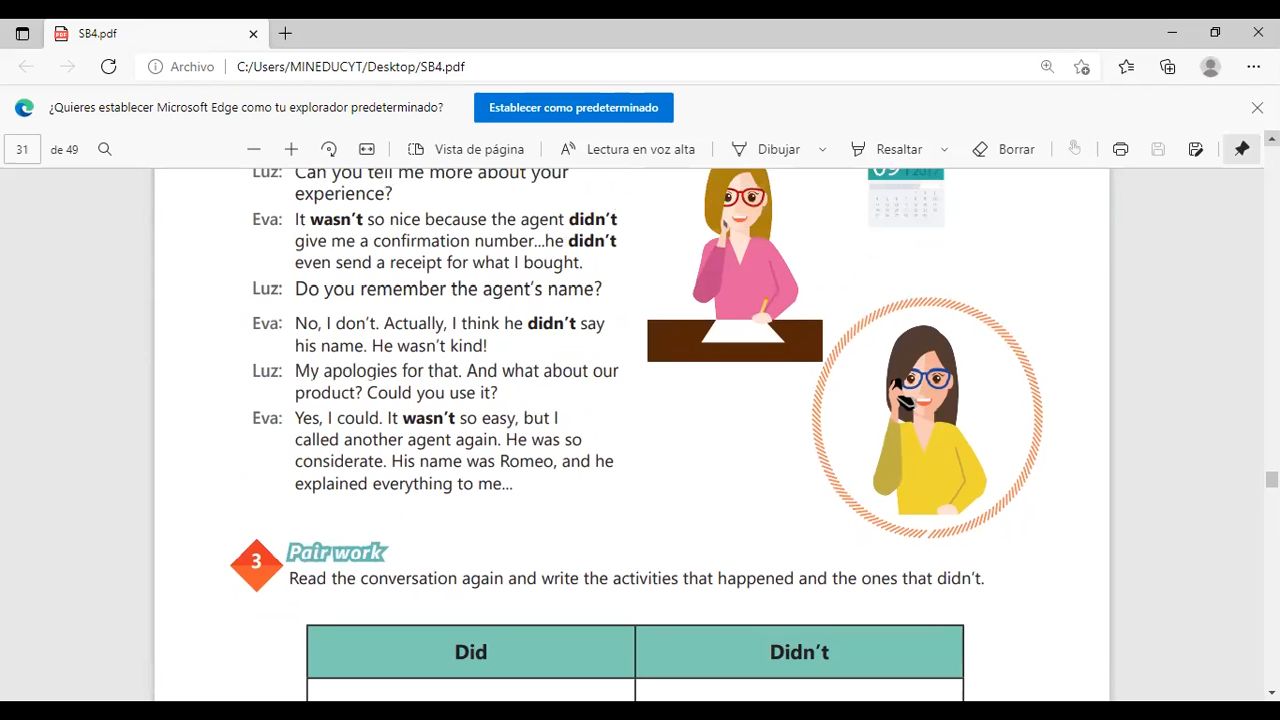 SB4.pdf
Archivo C:/Users/MINEDUCYT/Desktop/SB4.pdf
¿Quieres establecer Microsoft Edge como tu explorador predeterminado? Establecer como predeterminado
31 de 49 Vista de página Lectura en voz alta Dibujar Resaltar Borrar
Luz: Can you tell me more about your
experience?
Eva: It wasn't so nice because the agent didn't
give me a confirmation number...he didn't
even send a receipt for what I bought.
Luz: Do you remember the agent's name?
Eva: No, I don't. Actually, I think he didn't say
his name. He wasn't kind!
Luz: My apologies for that. And what about our
product? Could you use it?
Eva: Yes, I could. It wasn't so easy, but I
called another agent again. He was so
considerate. His name was Romeo, and he
explained everything to me...
09 2017
3 Pair work
Read the conversation again and write the activities that happened and the ones that didn't.
Did Didn't